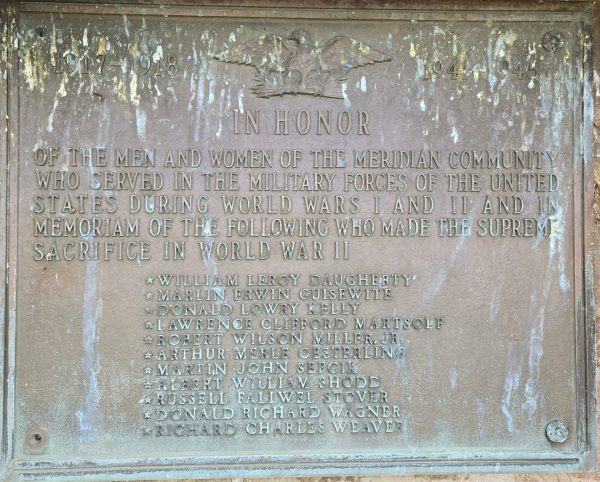 1917-1918 1941-1945
IN HONOR
OF THE MEN AND WOMEN OF THE MERIDIAN COMMUNITY
WHO SERVED IN THE MILITARY FORCES OF THE UNITED
STATES DURING WORLD WARS I AND II AND IN
MEMORIAM OF THE FOLLOWING WHO MADE THE SUPREME
SACRIFICE IN WORLD WAR II
★WILLIAM LEROY DAUGHERTY
★MARLIN ERWIN GUISEWITE
★DONALD LOWRY KELLY
★LAWRENCE CLIFFORD MARTSOLF
★ROBERT WILSON MILLER, JR.
★ARTHUR MERLE OESTERLING
★MARTIN JOHN SEFCIK
★ALBERT WILLIAM SHODD
★RUSSELL FALIWEL STOVER
★DONALD RICHARD WAGNER
★RICHARD CHARLES WEAVER